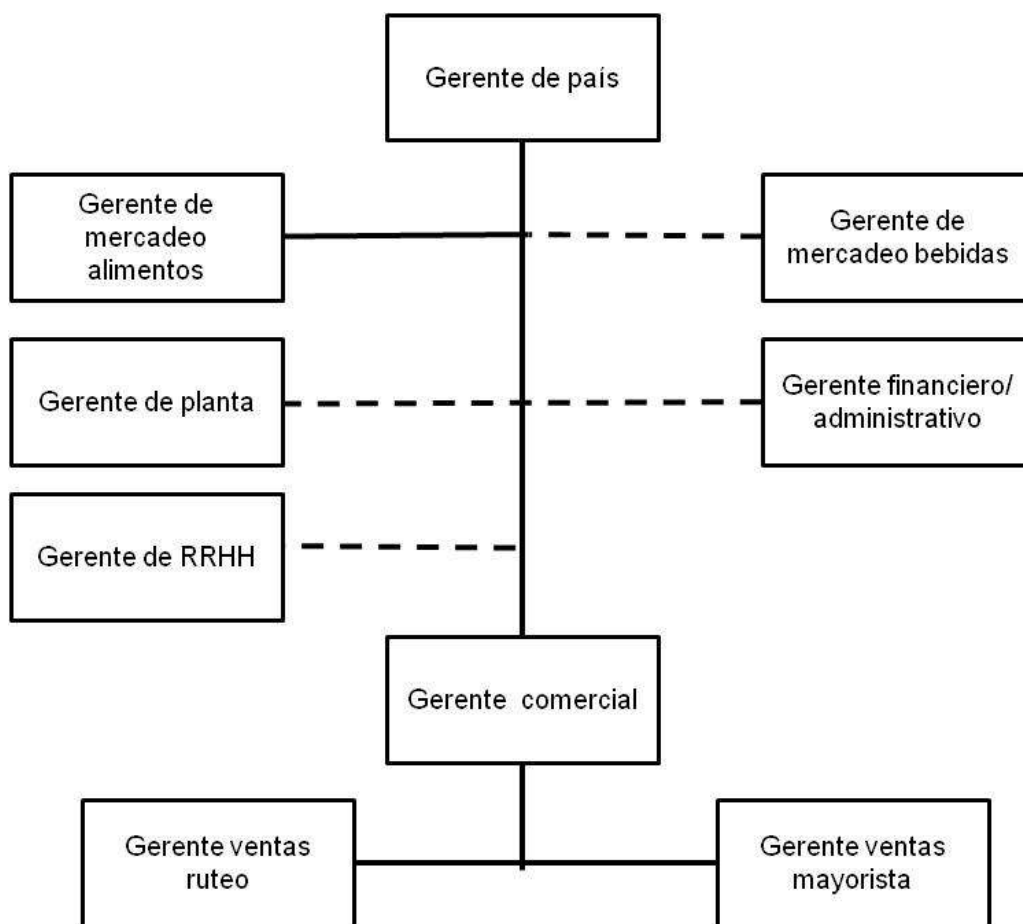 Gerente de país
Gerente de
mercadeo
alimentos
Gerente de
mercadeo bebidas
Gerente de planta
Gerente financiero/
administrativo
Gerente de RRHH
Gerente comercial
Gerente ventas
ruteo
Gerente ventas
mayorista